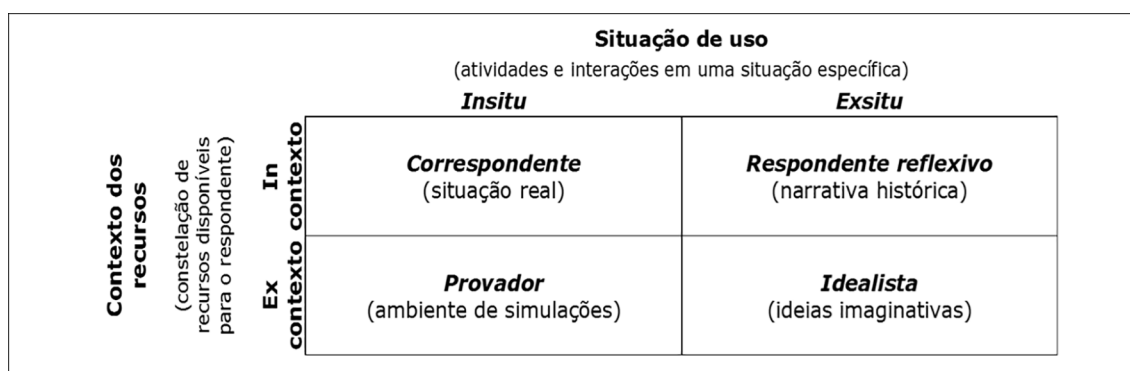 Situação de uso
(atividades e interações em uma situação específica)
Insitu
Exsitu
Contexto dos
recursos
(constelação de
recursos disponíveis
para o respondente)
In
contexto
Correspondente
(situação real)
Respondente reflexivo
(narrativa histórica)
Ex
contexto
Provador
(ambiente de simulações)
Idealista
(ideias imaginativas)